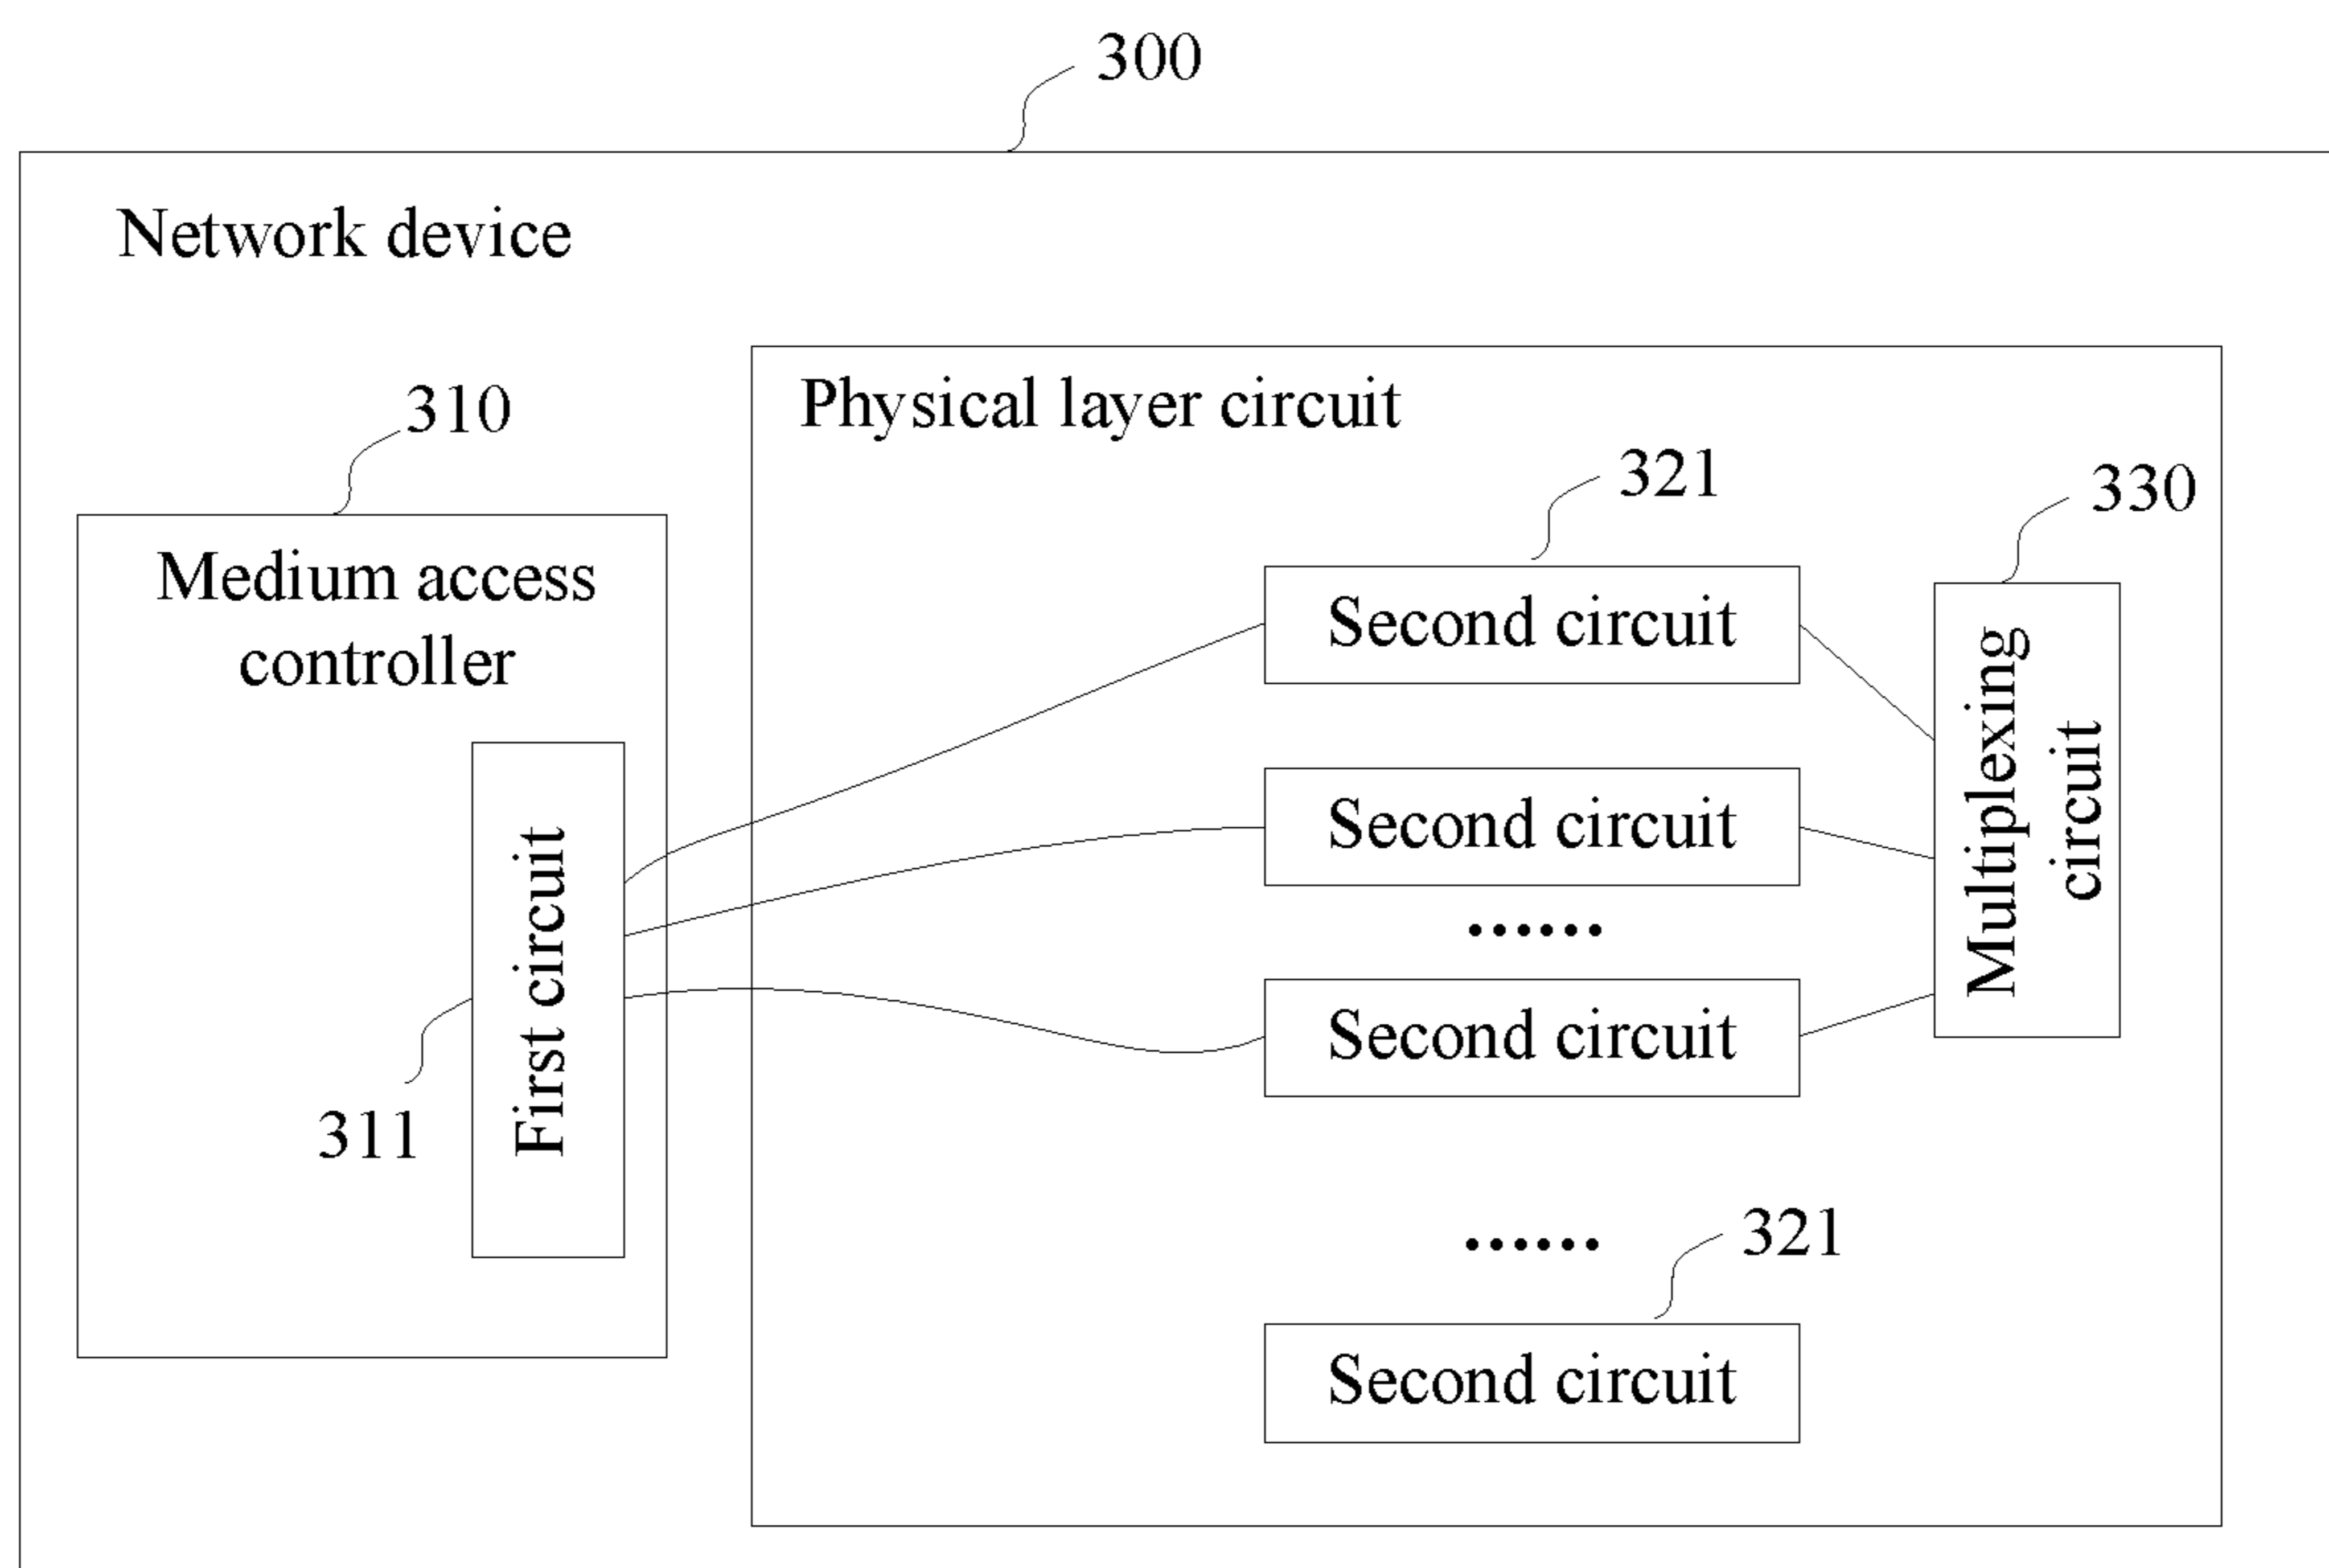 300
Network device
310
Physical layer circuit
321
330
Medium access
controller
Second circuit
Multiplexing
circuit
Second circuit
......
First circuit
Second circuit
311
......
321
Second circuit